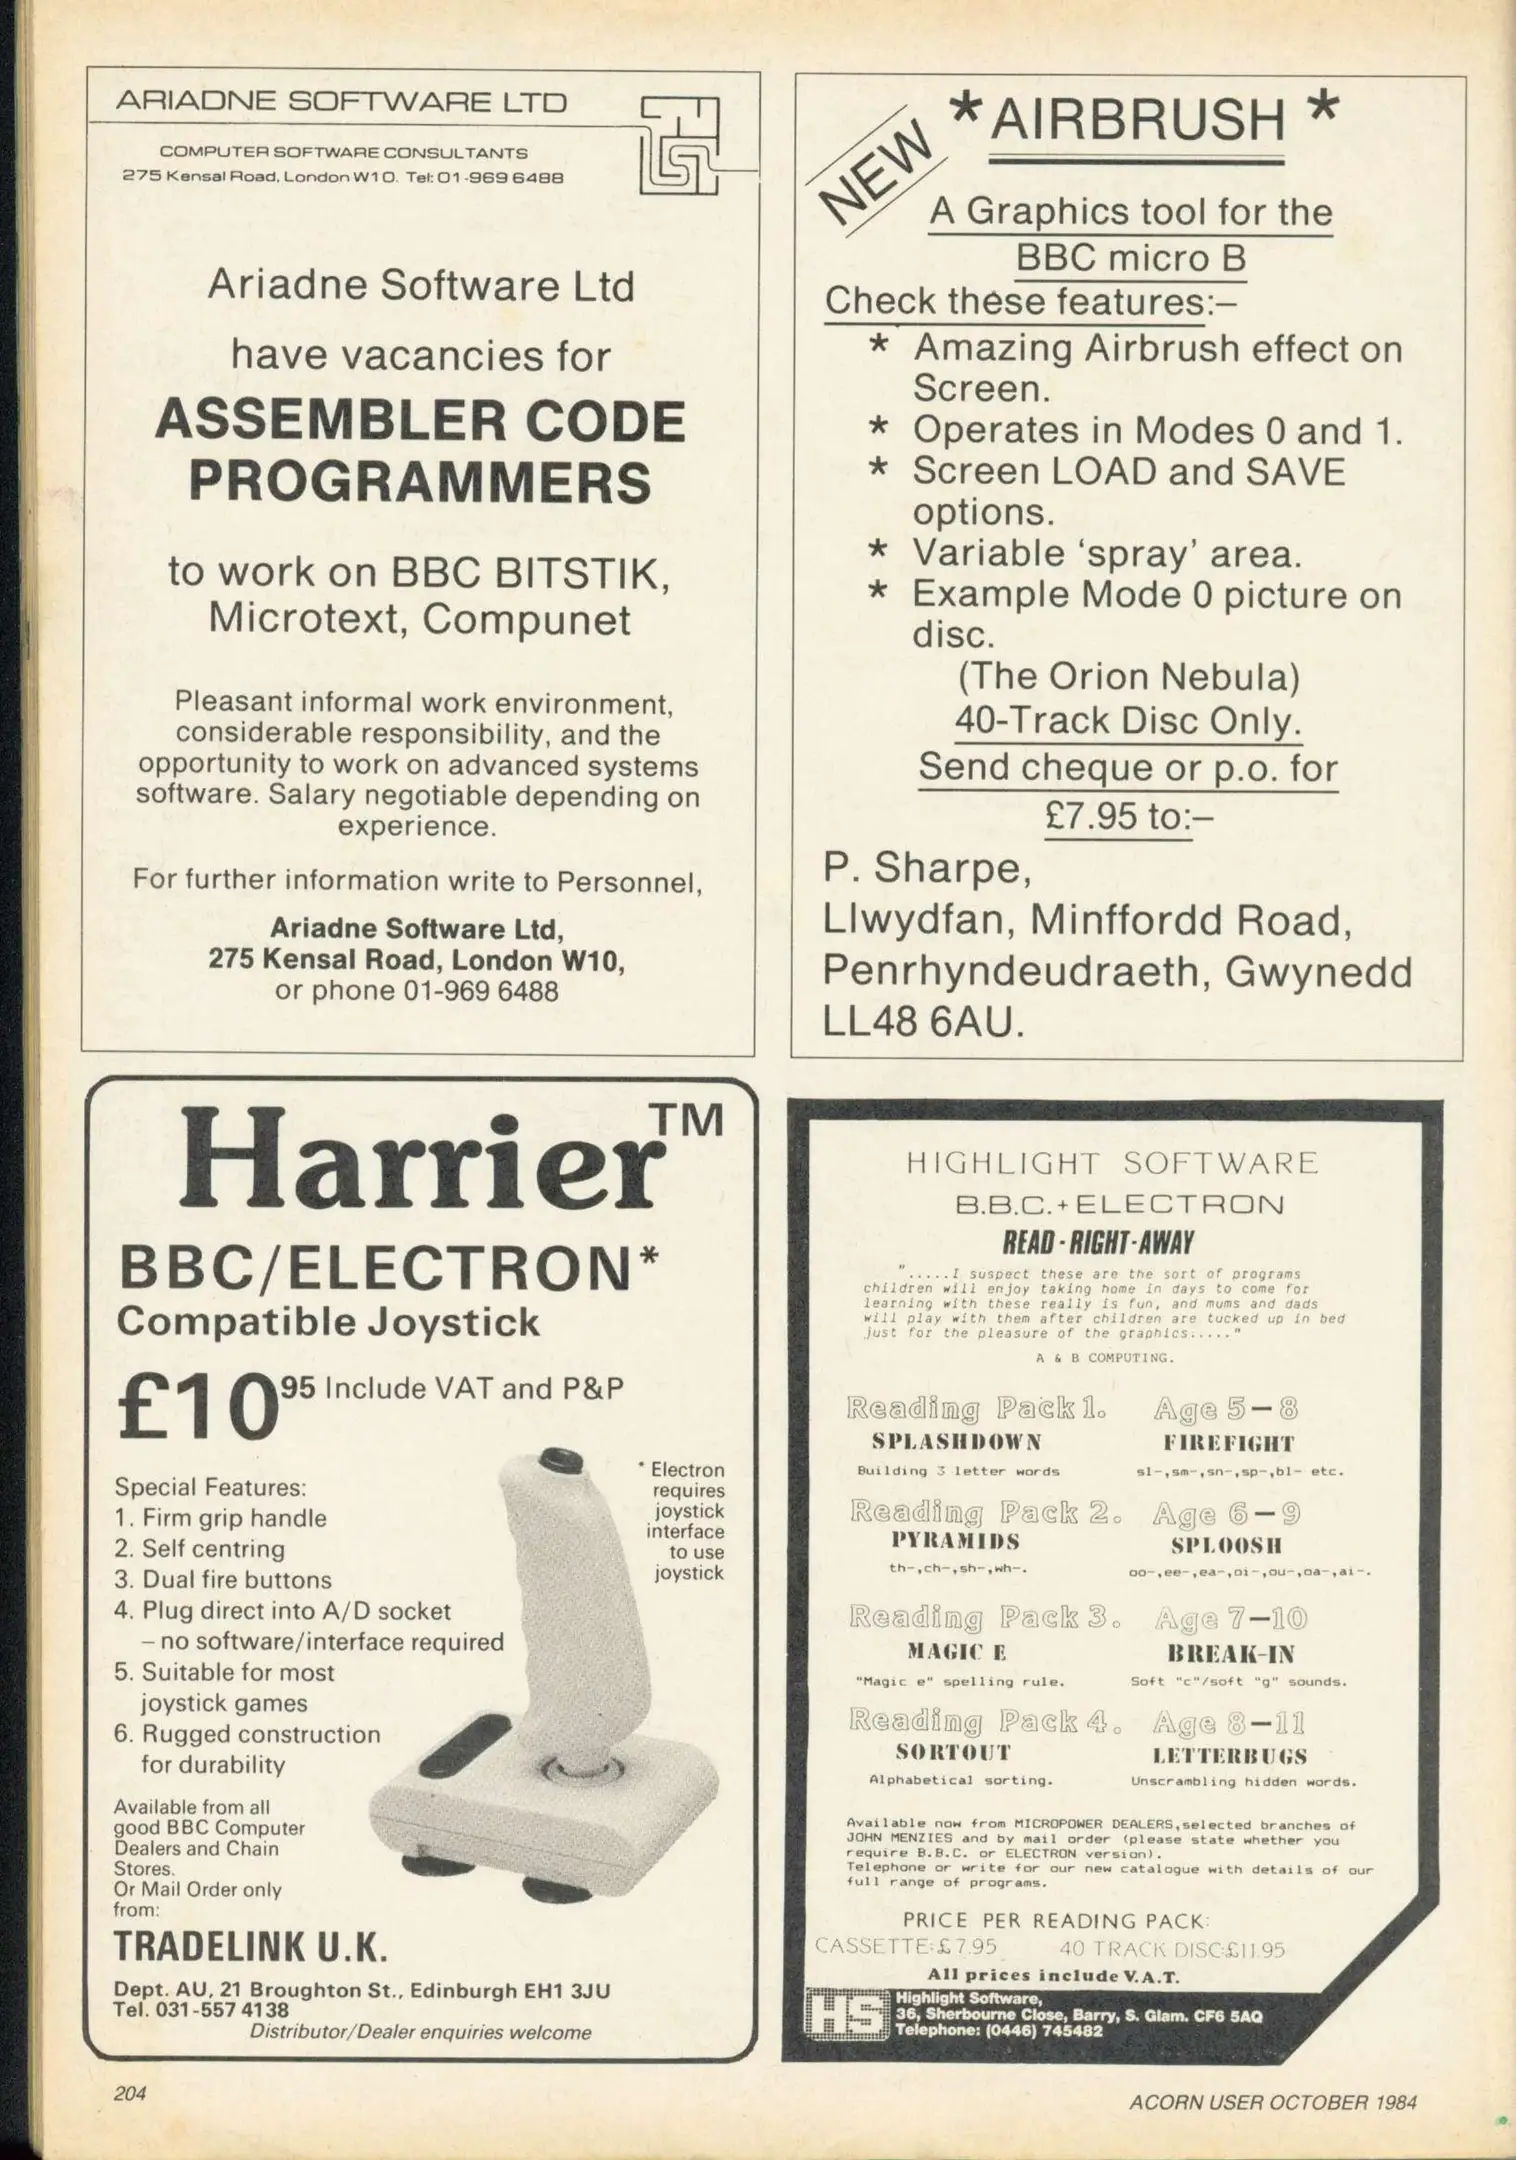 ARIADNE SOFTWARE LTD
COMPUTER SOFTWARE CONSULTANTS
275 Kensal Road, London W10. Tel: 01-969 6488
Ariadne Software Ltd
have vacancies for
ASSEMBLER CODE
PROGRAMMERS
to work on BBC BITSTIK,
Microtext, Compunet
Pleasant informal work environment,
considerable responsibility, and the
opportunity to work on advanced systems
software. Salary negotiable depending on
experience.
For further information write to Personnel,
Ariadne Software Ltd,
275 Kensal Road, London W10,
or phone 01-969 6488
NEW
* AIRBRUSH *
A Graphics tool for the
BBC micro B
Check these features:–
* Amazing Airbrush effect on
Screen.
* Operates in Modes 0 and 1.
* Screen LOAD and SAVE
options.
* Variable ‘spray’ area.
* Example Mode 0 picture on
disc.
(The Orion Nebula)
40-Track Disc Only.
Send cheque or p.o. for
£7.95 to:–
P. Sharpe,
Llwydfan, Minffordd Road,
Penrhyndeudraeth, Gwynedd
LL48 6AU.
Harrier™
BBC/ELECTRON*
Compatible Joystick
£10 95 Include VAT and P&P
Special Features:
1. Firm grip handle
2. Self centring
3. Dual fire buttons
4. Plug direct into A/D socket
– no software/interface required
5. Suitable for most
joystick games
6. Rugged construction
for durability
* Electron
requires
joystick
interface
to use
joystick
Available from all
good BBC Computer
Dealers and Chain
Stores.
Or Mail Order only
from:
TRADELINK U.K.
Dept. AU, 21 Broughton St., Edinburgh EH1 3JU
Tel. 031-557 4138
Distributor/Dealer enquiries welcome
HIGHLIGHT SOFTWARE
B.B.C.+ELECTRON
READ-RIGHT-AWAY
".....I suspect these are the sort of programs
children will enjoy taking home in days to come for
learning with these really is fun, and mums and dads
will play with them after children are tucked up in bed
just for the pleasure of the graphics....."
A & B COMPUTING.
Reading Pack 1. Age 5–8
SPLASHDOWN FIREFIGHT
Building 3 letter words sl-,sm-,sn-,sp-,bl- etc.
Reading Pack 2. Age 6–9
PYRAMIDS SPLOOSH
th-,ch-,sh-,wh-. oo-,ee-,ea-,oi-,ou-,oa-,ai-.
Reading Pack 3. Age 7–10
MAGIC E BREAK-IN
"Magic e" spelling rule. Soft "c"/soft "g" sounds.
Reading Pack 4. Age 8–11
SORTOUT LETTERBUGS
Alphabetical sorting. Unscrambling hidden words.
Available now from MICROPOWER DEALERS,selected branches of
JOHN MENZIES and by mail order (please state whether you
require B.B.C. or ELECTRON version).
Telephone or write for our new catalogue with details of our
full range of programs.
PRICE PER READING PACK:
CASSETTE:£7.95 40 TRACK DISC:£11.95
All prices include V.A.T.
HS
Highlight Software,
36, Sherbourne Close, Barry, S. Glam. CF6 5AQ
Telephone: (0446) 745482
204
ACORN USER OCTOBER 1984